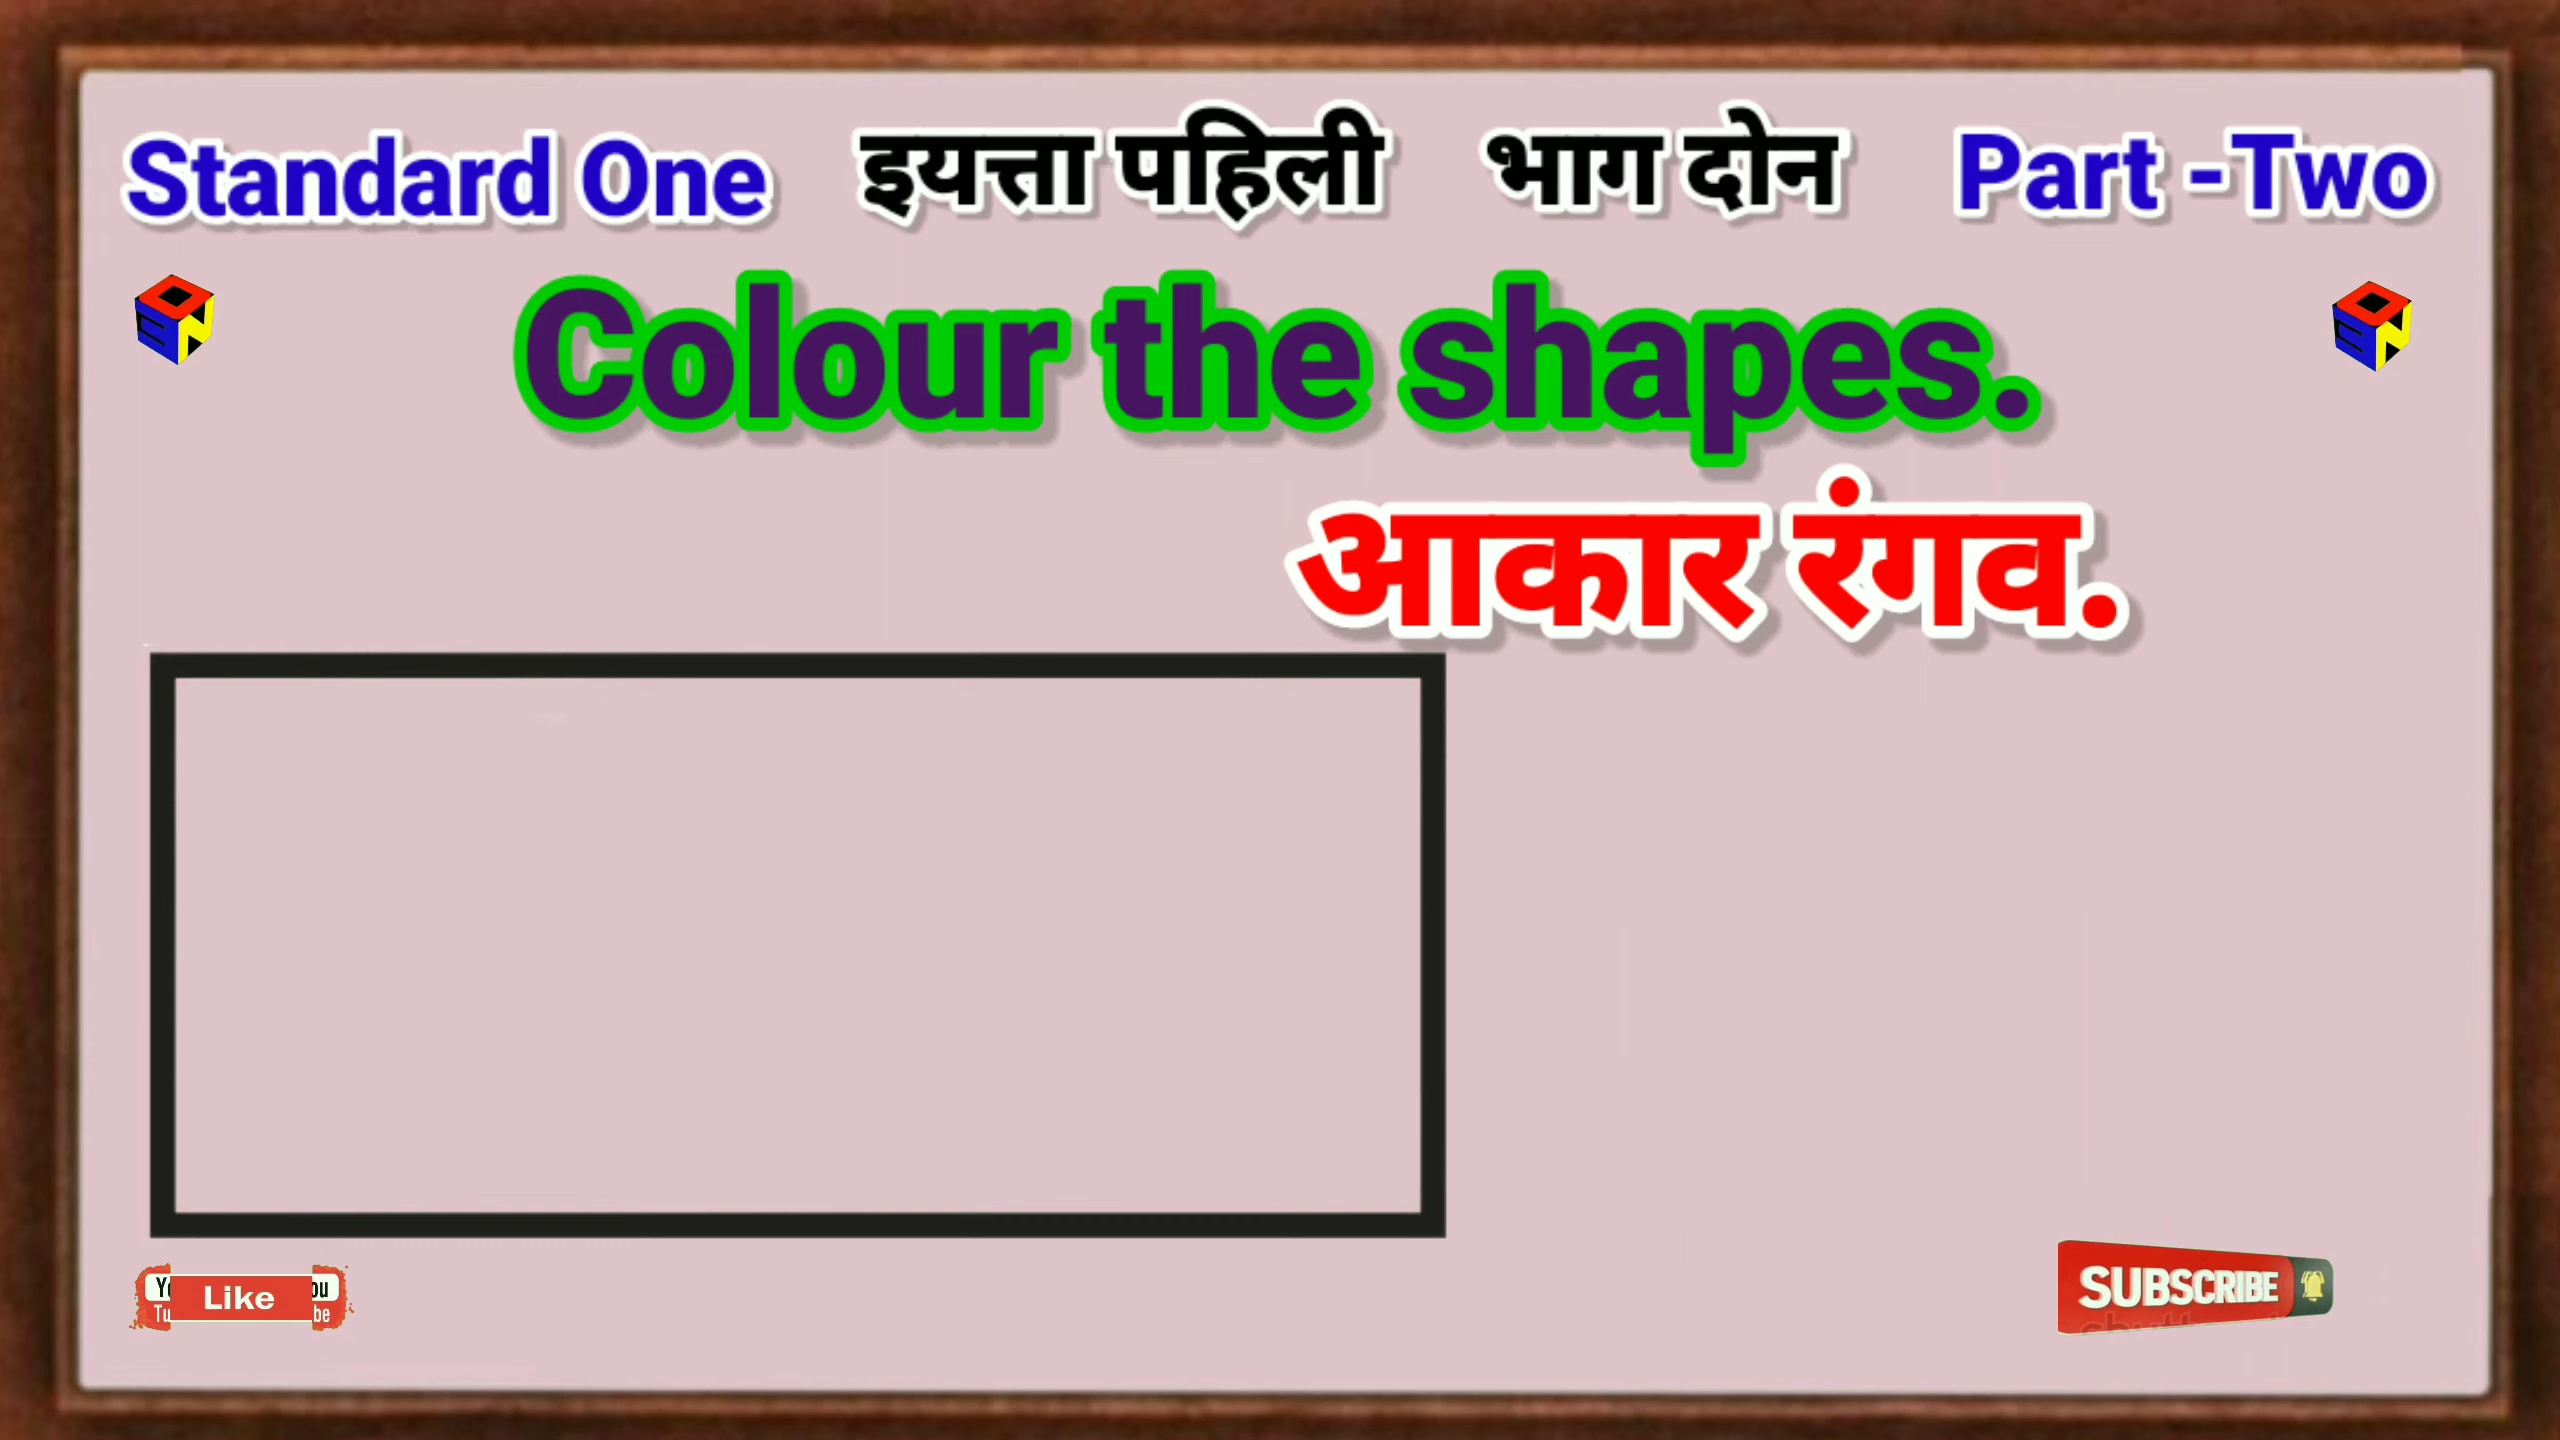 Standard One इयत्ता पहिली भाग दोन Part -Two
Colour the shapes.
आकार रंगव.
Like
SUBSCRIBE